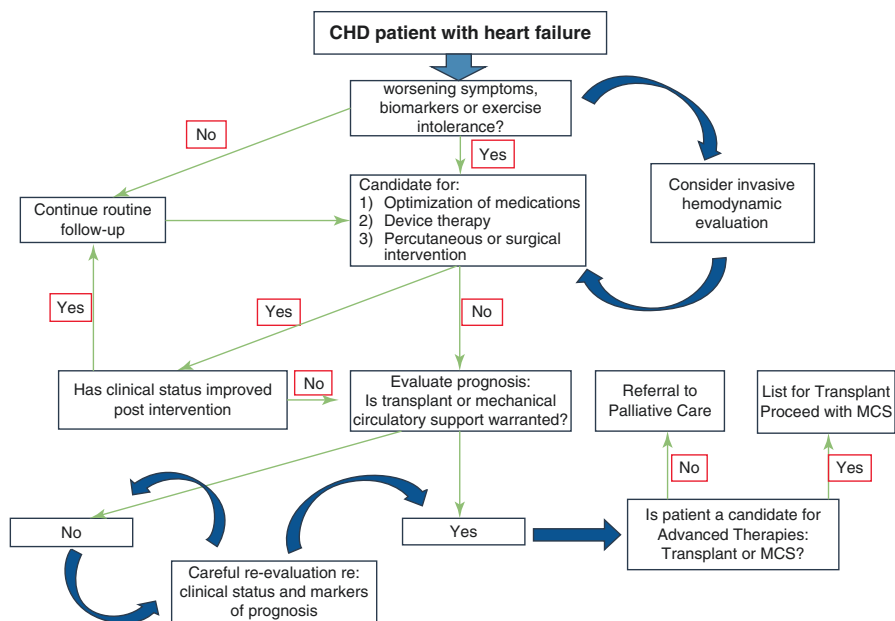 CHD patient with heart failure
worsening symptoms,
biomarkers or exercise
intolerance?
No
Yes
Consider invasive
hemodynamic
evaluation
Continue routine
follow-up
Candidate for:
1) Optimization of medications
2) Device therapy
3) Percutaneous or surgical
intervention
Yes
Yes
No
Has clinical status improved
post intervention
No
Evaluate prognosis:
Is transplant or mechanical
circulatory support warranted?
Referral to
Palliative Care
List for Transplant
Proceed with MCS
No
Yes
No
Yes
Is patient a candidate for
Advanced Therapies:
Transplant or MCS?
Careful re-evaluation re:
clinical status and markers
of prognosis